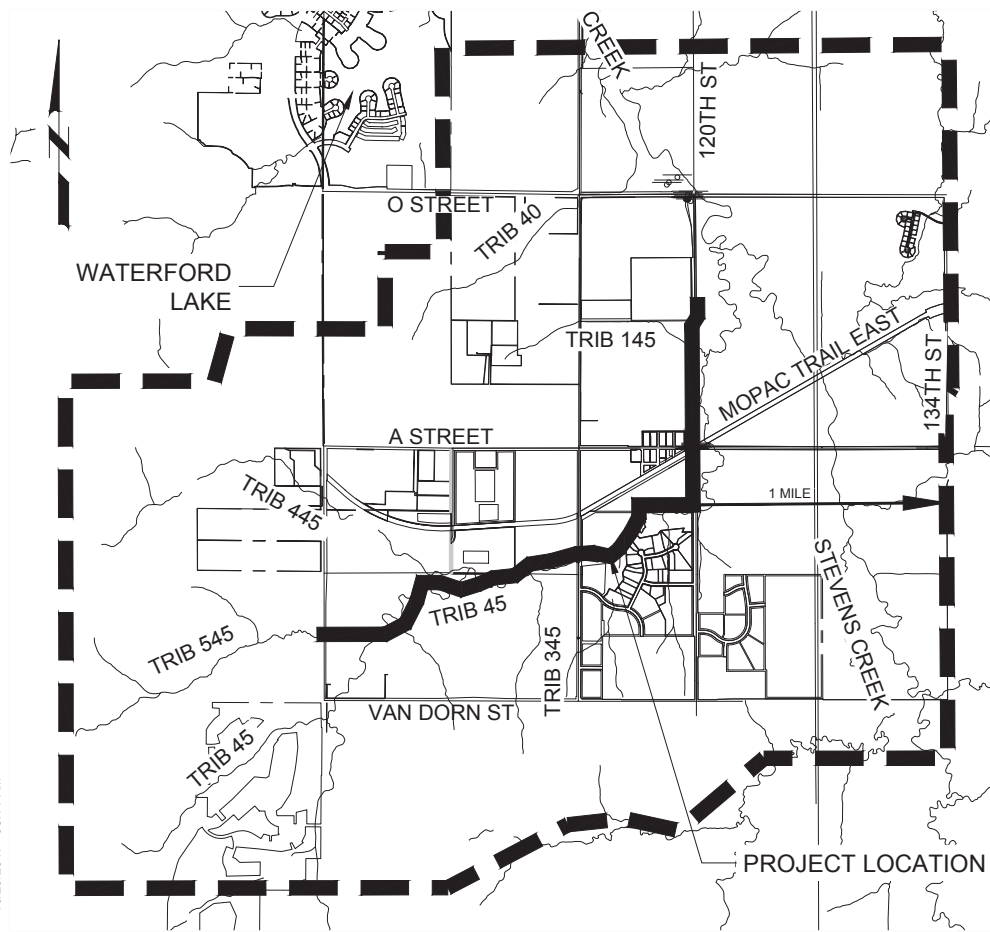 CREEK
120TH ST
O STREET
TRIB 40
WATERFORD
LAKE
TRIB 145
MOPAC TRAIL EAST
134TH ST
A STREET
TRIB 445
1 MILE
STEVENS CREEK
TRIB 45
TRIB 545
TRIB 345
VAN DORN ST
TRIB 45
PROJECT LOCATION